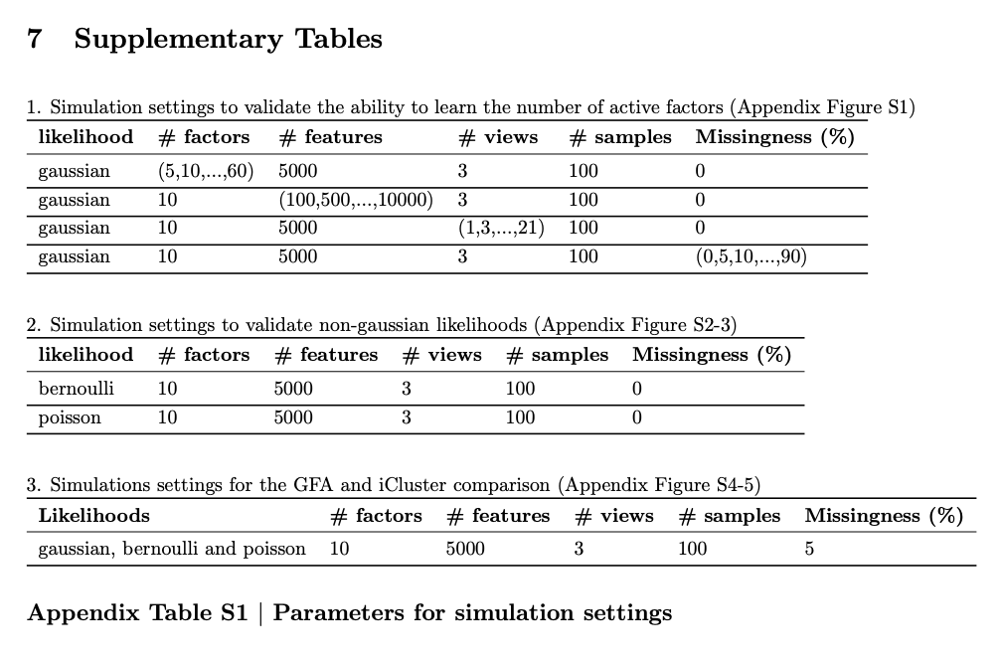 7 Supplementary Tables
1. Simulation settings to validate the ability to learn the number of active factors (Appendix Figure S1)
likelihood # factors # features # views # samples Missingness (%)
gaussian (5,10,...,60) 5000 3 100 0
gaussian 10 (100,500,...,10000) 3 100 0
gaussian 10 5000 (1,3,...,21) 100 0
gaussian 10 5000 3 100 (0,5,10,...,90)
2. Simulation settings to validate non-gaussian likelihoods (Appendix Figure S2-3)
likelihood # factors # features # views # samples Missingness (%)
bernoulli 10 5000 3 100 0
poisson 10 5000 3 100 0
3. Simulations settings for the GFA and iCluster comparison (Appendix Figure S4-5)
Likelihoods # factors # features # views # samples Missingness (%)
gaussian, bernoulli and poisson 10 5000 3 100 5
Appendix Table S1 | Parameters for simulation settings